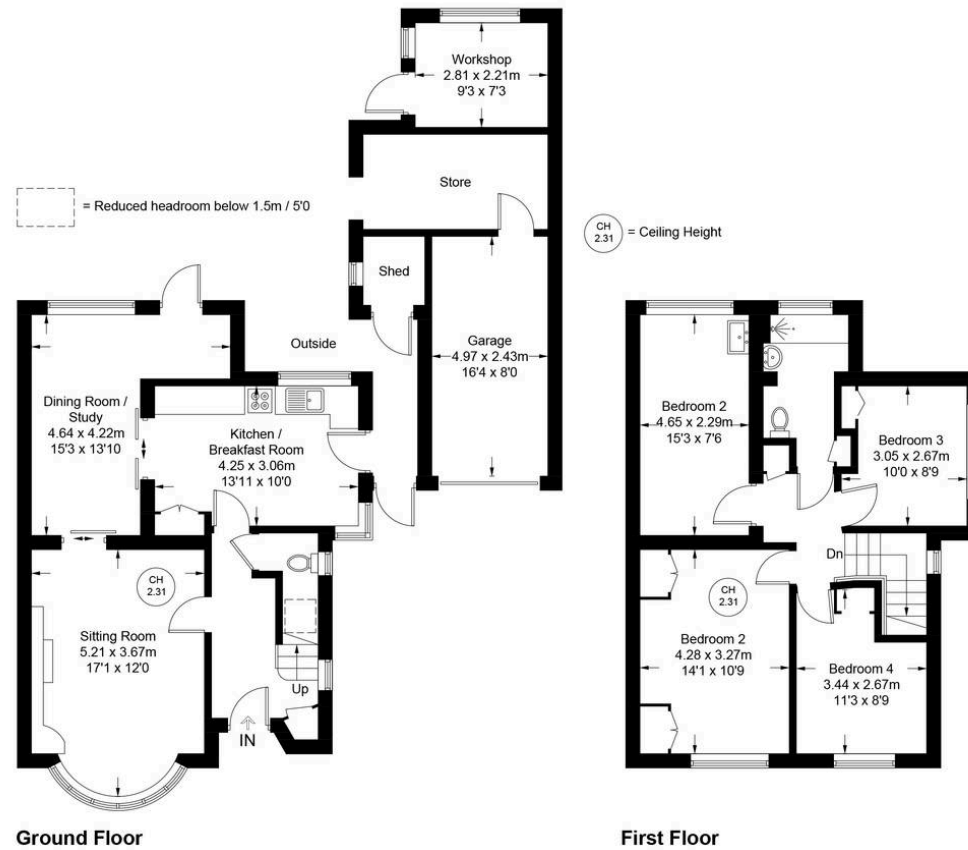 Workshop
2.81 x 2.21m
9'3 x 7'3
= Reduced headroom below 1.5m / 5'0
Store
CH
2.31
= Ceiling Height
Shed
Outside
Garage
4.97 x 2.43m
16'4 x 8'0
Dining Room /
Study
4.64 x 4.22m
15'3 x 13'10
Kitchen /
Breakfast Room
4.25 x 3.06m
13'11 x 10'0
CH
2.31
Sitting Room
5.21 x 3.67m
17'1 x 12'0
Up
IN
Ground Floor
Bedroom 2
4.65 x 2.29m
15'3 x 7'6
Bedroom 3
3.05 x 2.67m
10'0 x 8'9
Dn
CH
2.31
Bedroom 2
4.28 x 3.27m
14'1 x 10'9
Bedroom 4
3.44 x 2.67m
11'3 x 8'9
First Floor